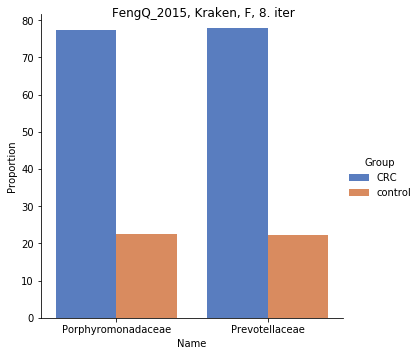 FengQ_2015, Kraken, F, 8. iter
80
70
60
50
40
30
20
10
0
Proportion
Porphyromonadaceae
Prevotellaceae
Name
Group
CRC
control